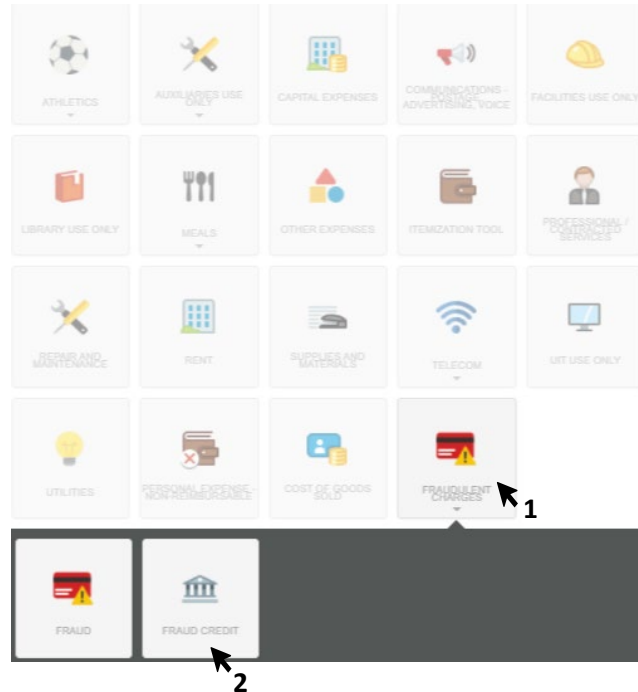 ATHLETICS
AUXILIARIES USE
ONLY
CAPITAL EXPENSES
COMMUNICATIONS -
POSTAGE,
ADVERTISING, VOICE
FACILITIES USE ONLY
LIBRARY USE ONLY
MEALS
OTHER EXPENSES
ITEMIZATION TOOL
PROFESSIONAL /
CONTRACTED
SERVICES
REPAIR AND
MAINTENANCE
RENT
SUPPLIES AND
MATERIALS
TELECOM
UIT USE ONLY
UTILITIES
PERSONAL EXPENSE -
NON-REIMBURSABLE
COST OF GOODS
SOLD
FRAUDULENT
CHARGES
1
FRAUD
FRAUD CREDIT
2